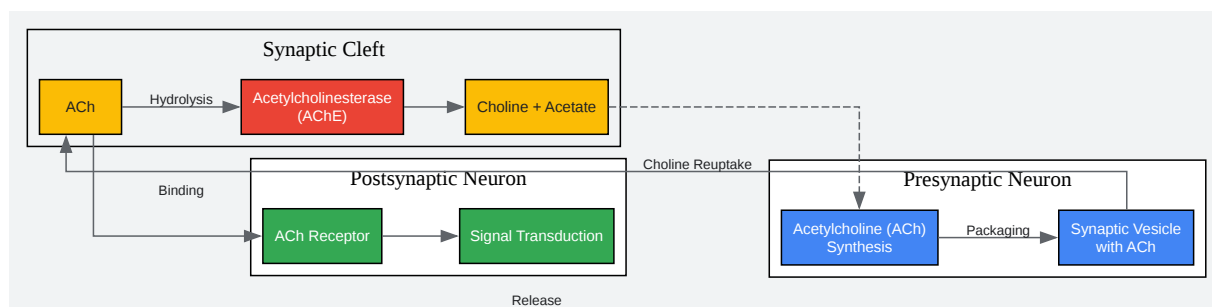 Synaptic Cleft
ACh
Hydrolysis
Acetylcholinesterase
(AChE)
Choline + Acetate
Choline Reuptake
Binding
Postsynaptic Neuron
ACh Receptor
Signal Transduction
Presynaptic Neuron
Acetylcholine (ACh)
Synthesis
Packaging
Synaptic Vesicle
with ACh
Release